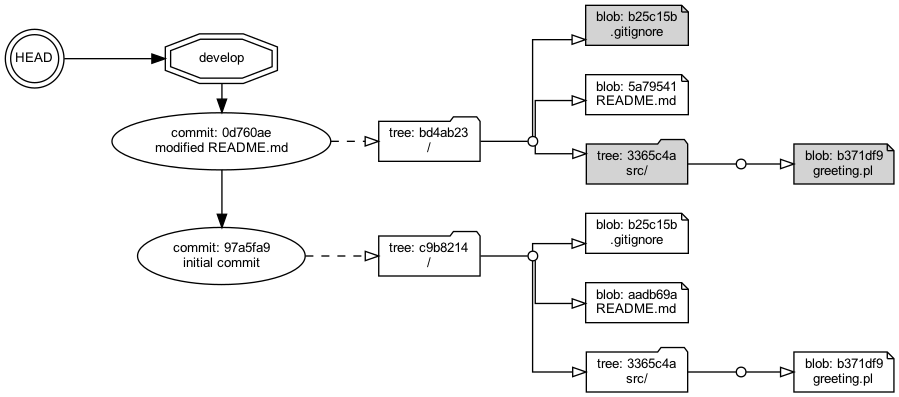 HEAD
develop
commit: 0d760ae
modified README.md
tree: bd4ab23
/
blob: b25c15b
.gitignore
blob: 5a79541
README.md
tree: 3365c4a
src/
blob: b371df9
greeting.pl
commit: 97a5fa9
initial commit
tree: c9b8214
/
blob: b25c15b
.gitignore
blob: aadb69a
README.md
tree: 3365c4a
src/
blob: b371df9
greeting.pl